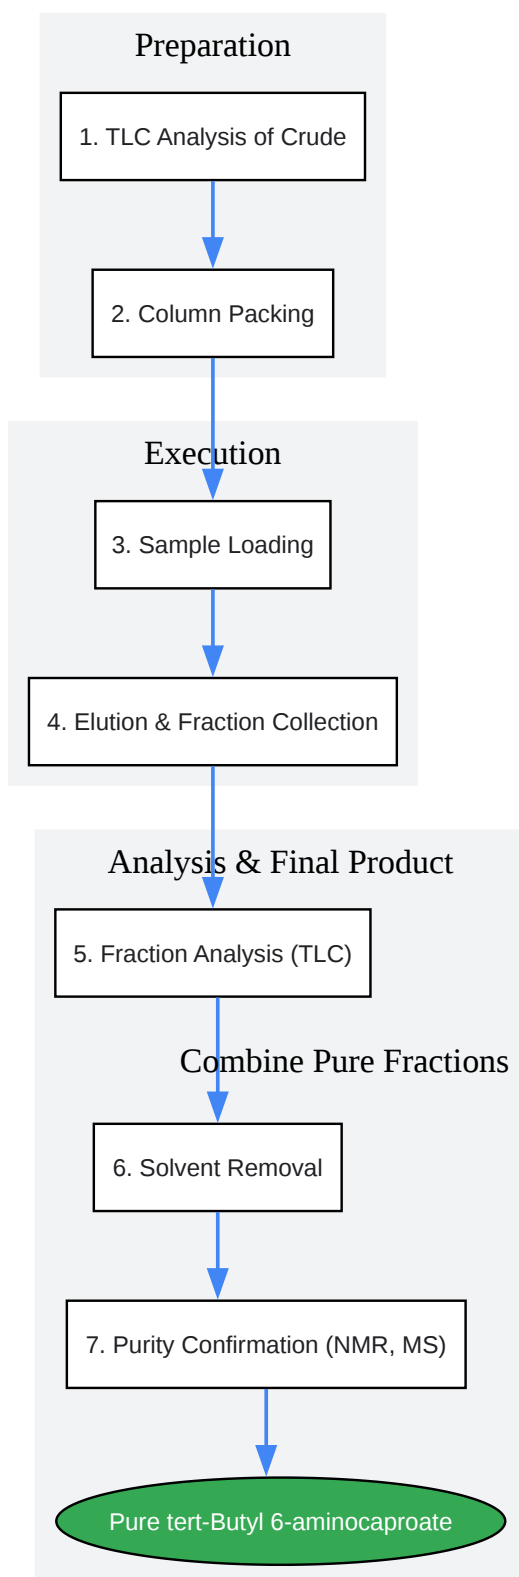 Preparation
1. TLC Analysis of Crude
2. Column Packing
Execution
3. Sample Loading
4. Elution & Fraction Collection
Analysis & Final Product
5. Fraction Analysis (TLC)
Combine Pure Fractions
6. Solvent Removal
7. Purity Confirmation (NMR, MS)
Pure tert-Butyl 6-aminocaproate